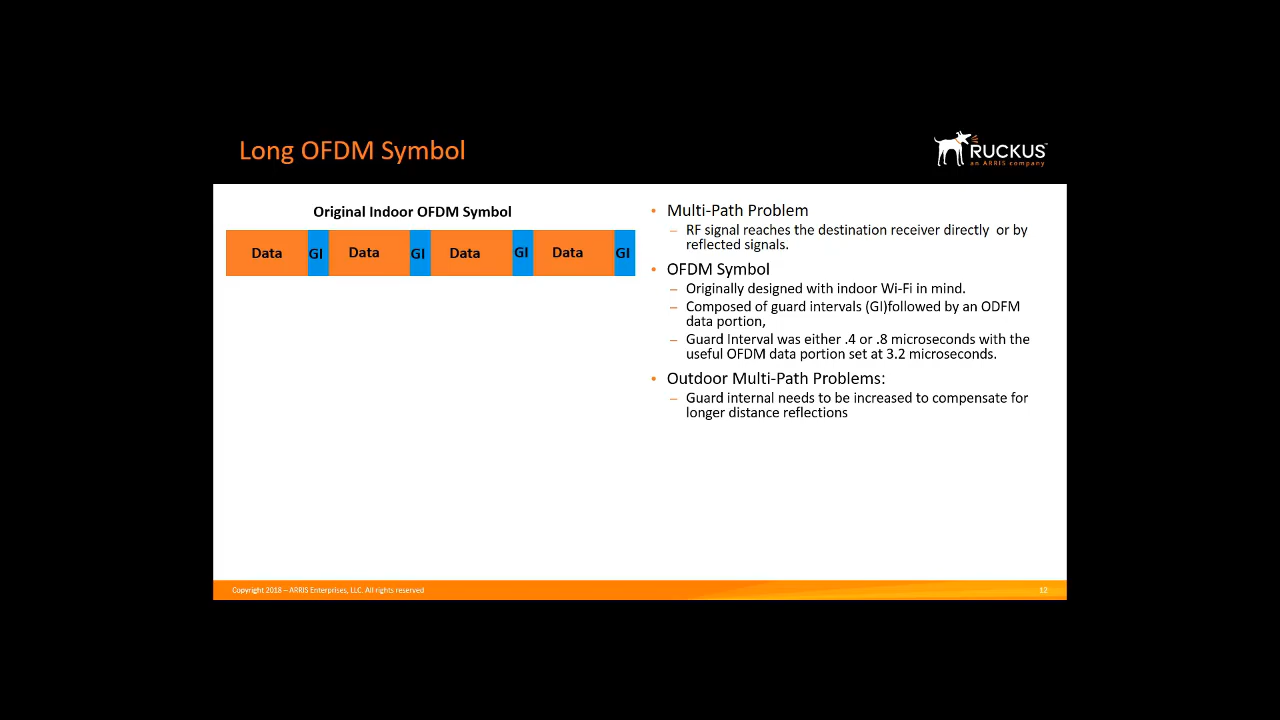 Long OFDM Symbol
RUCKUS
an ARRIS company
Original Indoor OFDM Symbol
Data GI Data GI Data GI Data GI
• Multi-Path Problem
– RF signal reaches the destination receiver directly or by
reflected signals.
• OFDM Symbol
– Originally designed with indoor Wi-Fi in mind.
– Composed of guard intervals (GI)followed by an ODFM
data portion,
– Guard Interval was either .4 or .8 microseconds with the
useful OFDM data portion set at 3.2 microseconds.
• Outdoor Multi-Path Problems:
– Guard internal needs to be increased to compensate for
longer distance reflections
Copyright 2018 – ARRIS Enterprises, LLC. All rights reserved
12